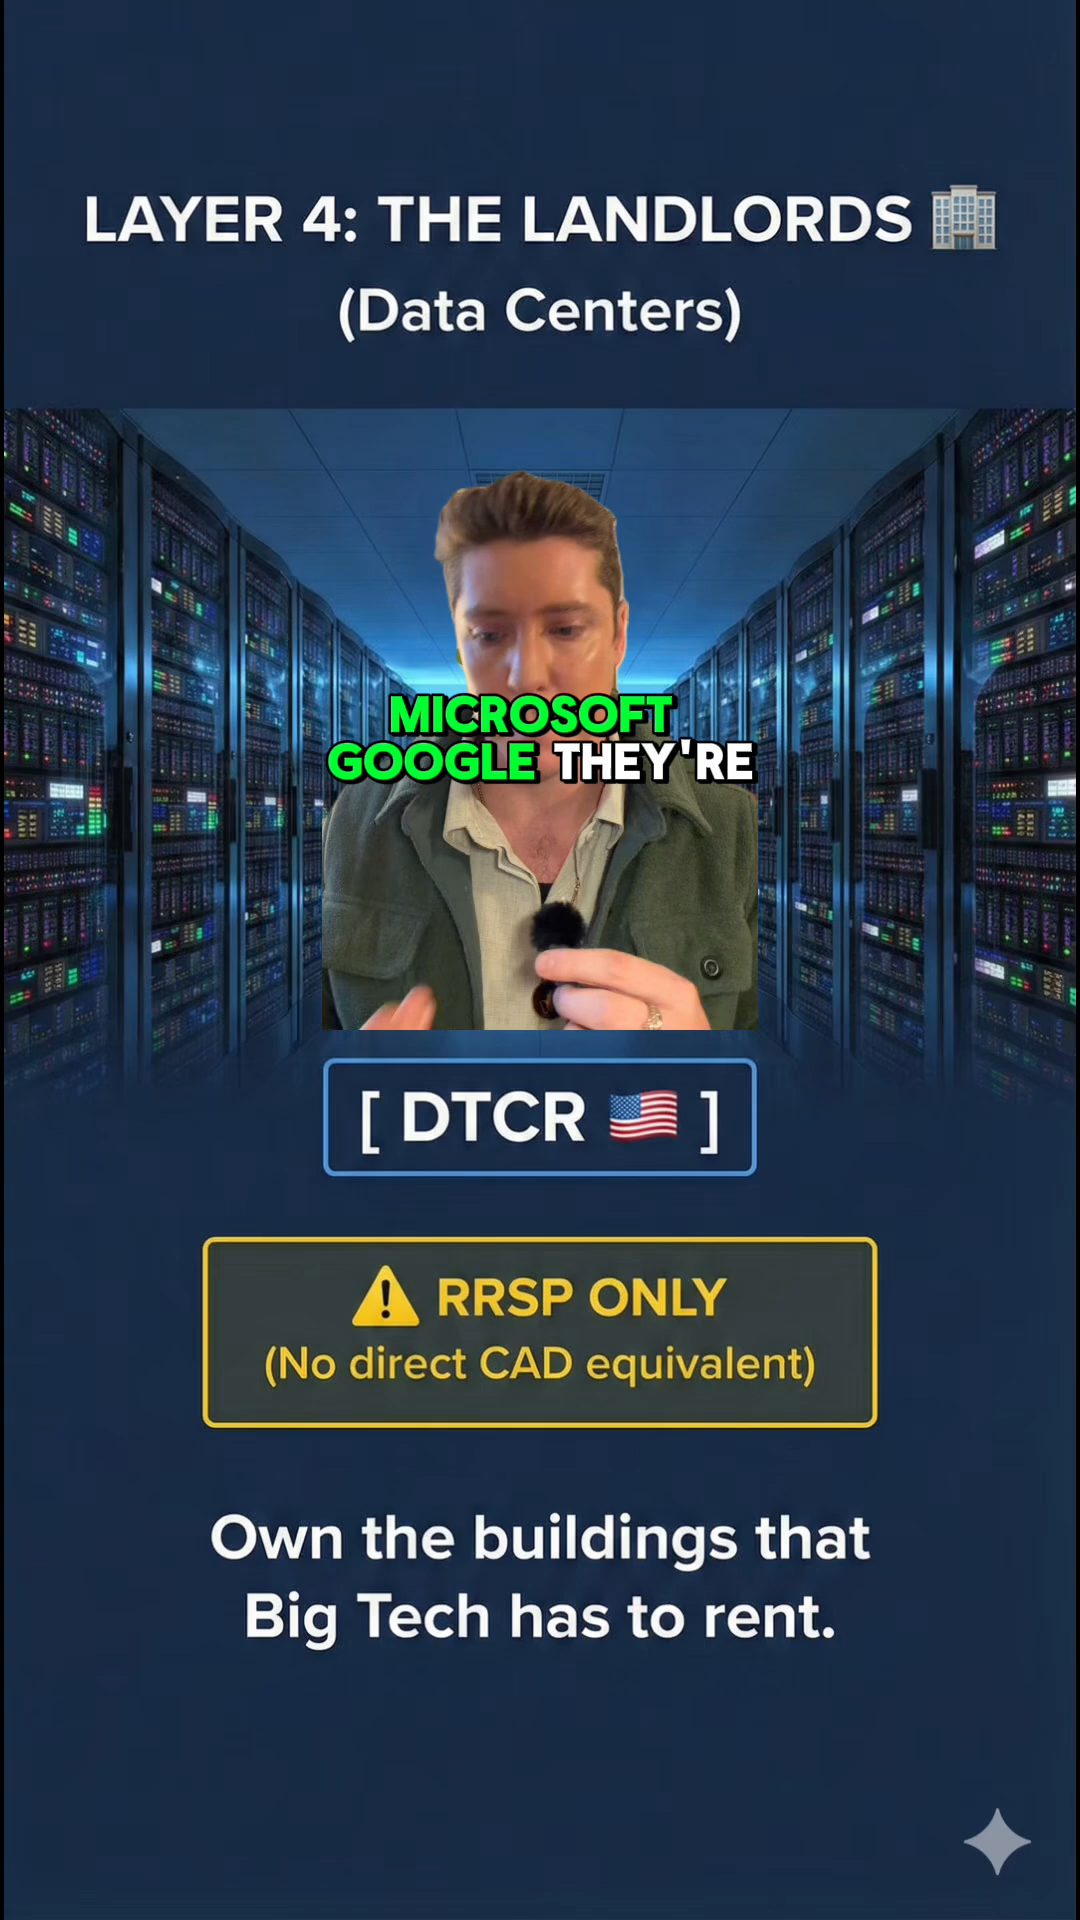 LAYER 4: THE LANDLORDS 🏢
(Data Centers)
MICROSOFT
GOOGLE THEY'RE
[ DTCR 🇺🇸 ]
⚠️ RRSP ONLY
(No direct CAD equivalent)
Own the buildings that
Big Tech has to rent.